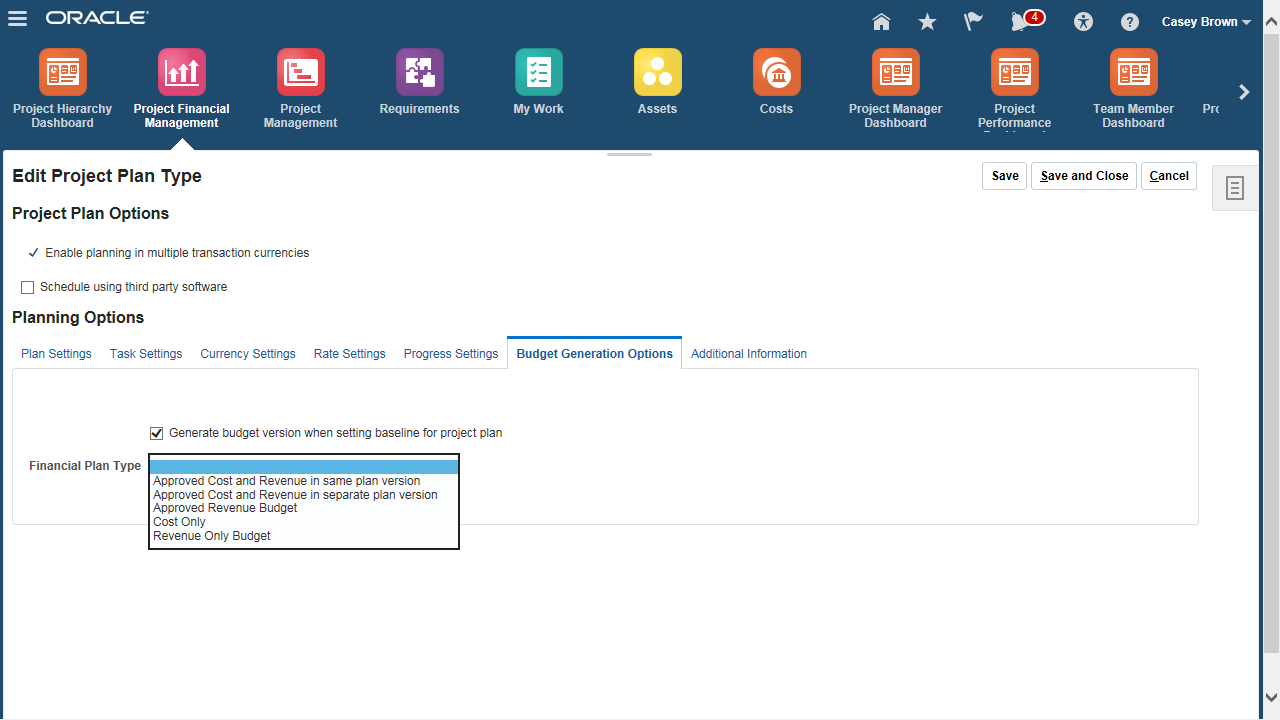 ORACLE
4
Casey Brown
Project Hierarchy Dashboard
Project Financial Management
Project Management
Requirements
My Work
Assets
Costs
Project Manager Dashboard
Project Performance
Team Member Dashboard
Edit Project Plan Type
Save
Save and Close
Cancel
Project Plan Options
Enable planning in multiple transaction currencies
Schedule using third party software
Planning Options
Plan Settings
Task Settings
Currency Settings
Rate Settings
Progress Settings
Budget Generation Options
Additional Information
Generate budget version when setting baseline for project plan
Financial Plan Type
Approved Cost and Revenue in same plan version
Approved Cost and Revenue in separate plan version
Approved Revenue Budget
Cost Only
Revenue Only Budget